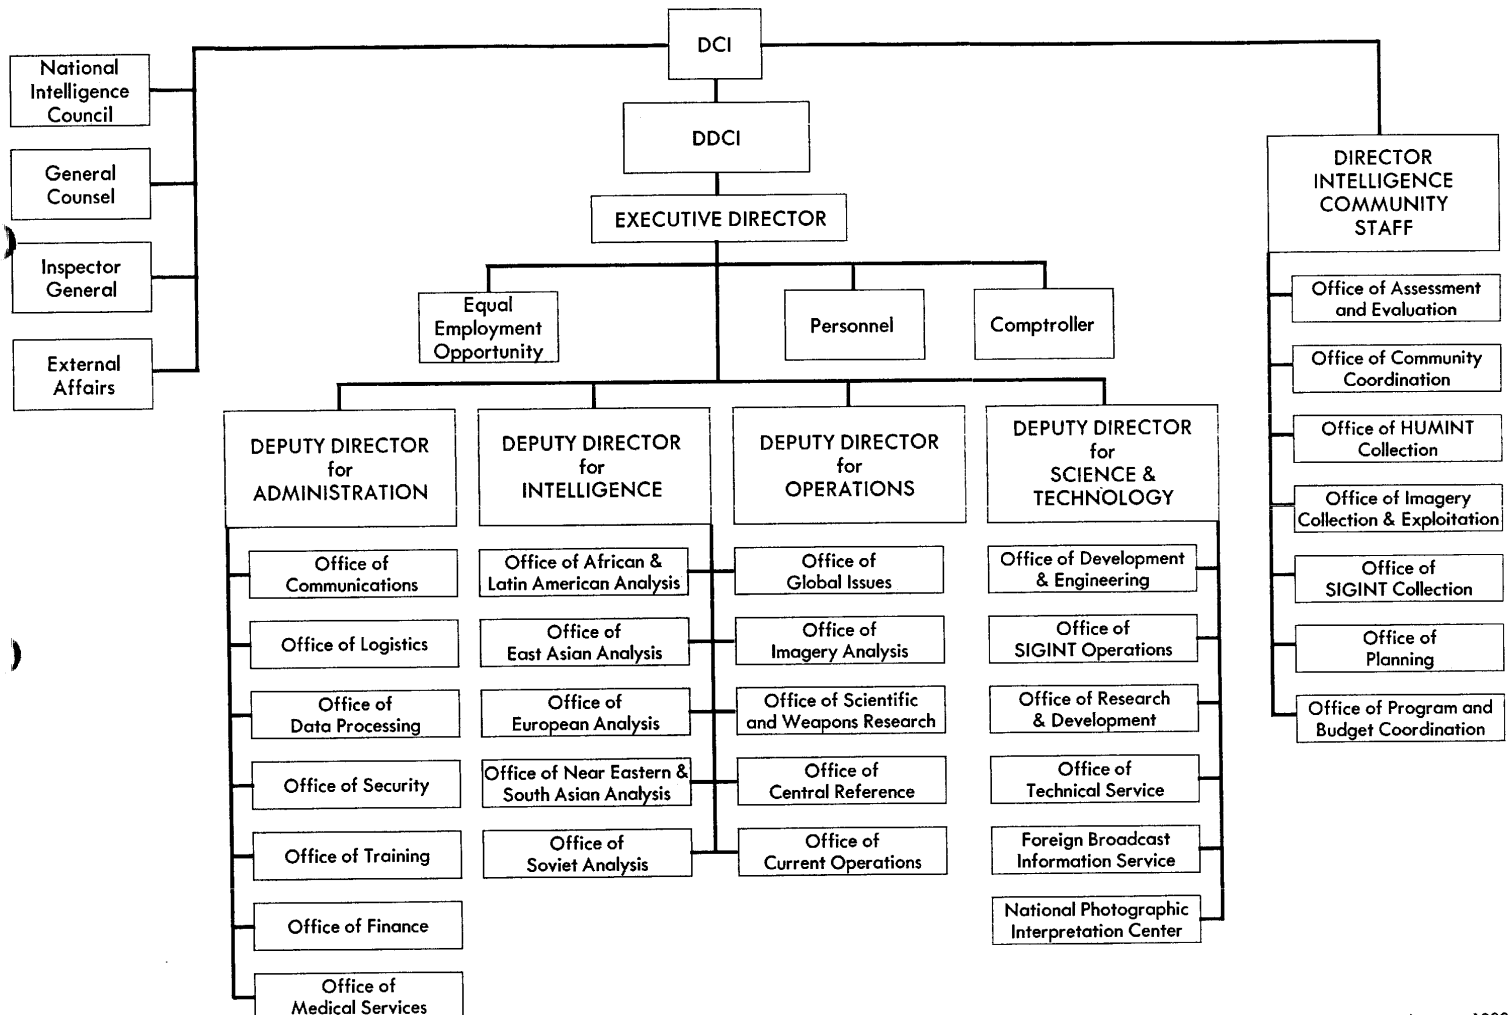 DCI
National
Intelligence
Council
General
Counsel
Inspector
General
External
Affairs
DDCI
EXECUTIVE DIRECTOR
Equal
Employment
Opportunity
Personnel
Comptroller
DIRECTOR
INTELLIGENCE
COMMUNITY
STAFF
Office of Assessment
and Evaluation
Office of Community
Coordination
Office of HUMINT
Collection
Office of Imagery
Collection & Exploitation
Office of
SIGINT Collection
Office of
Planning
Office of Program and
Budget Coordination
DEPUTY DIRECTOR
for
ADMINISTRATION
Office of
Communications
Office of Logistics
Office of
Data Processing
Office of Security
Office of Training
Office of Finance
Office of
Medical Services
DEPUTY DIRECTOR
for
INTELLIGENCE
Office of African &
Latin American Analysis
Office of
East Asian Analysis
Office of
European Analysis
Office of Near Eastern &
South Asian Analysis
Office of
Soviet Analysis
DEPUTY DIRECTOR
for
OPERATIONS
Office of
Global Issues
Office of
Imagery Analysis
Office of Scientific
and Weapons Research
Office of
Central Reference
Office of
Current Operations
DEPUTY DIRECTOR
for
SCIENCE &
TECHNOLOGY
Office of Development
& Engineering
Office of
SIGINT Operations
Office of Research
& Development
Office of
Technical Service
Foreign Broadcast
Information Service
National Photographic
Interpretation Center